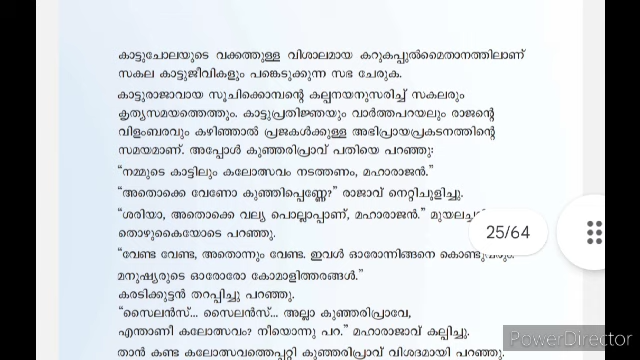 കാട്ടുചോലയുടെ വക്കത്തുള്ള വിശാലമായ കറുകപ്പുൽമൈതാനത്തിലാണ്
സകല കാട്ടുജീവികളും പങ്കെടുക്കുന്ന സഭ ചേരുക.
കാട്ടുരാജാവായ സൂചിക്കൊമ്പന്റെ കല്പനയനുസരിച്ച് സകലരും
കൃത്യസമയത്തെത്തും. കാട്ടുപ്രതിജ്ഞയും വാർത്തപറയലും രാജന്റെ
വിളംബരവും കഴിഞ്ഞാൽ പ്രജകൾക്കുള്ള അഭിപ്രായപ്രകടനത്തിന്റെ
സമയമാണ്. അപ്പോൾ കുഞ്ഞരിപ്രാവ് പതിയെ പറഞ്ഞു:
“നമ്മുടെ കാട്ടിലും കലോത്സവം നടത്തണം, മഹാരാജൻ.”
“അതൊക്കെ വേണോ കുഞ്ഞിപ്പെണ്ണേ?” രാജാവ് നെറ്റിചുളിച്ചു.
“ശരിയാ, അതൊക്കെ വല്യ പൊല്ലാപ്പാണ്, മഹാരാജൻ.”
തൊഴുകൈയോടെ പറഞ്ഞു.
25/64
“വേണ്ട വേണ്ട, അതൊന്നും വേണ്ട. ഇവൾ ഓരോന്നിങ്ങനെ
മനുഷ്യരുടെ ഓരോരോ കോമാളിത്തരങ്ങൾ.”
കരടിക്കുട്ടൻ തറപ്പിച്ചു പറഞ്ഞു.
“സൈലൻസ്... സൈലൻസ്... അല്ലാ കുഞ്ഞരിപ്രാവേ,
എന്താണീ കലോത്സവം? നീയൊന്നു പറ.” മഹാരാജാവ് കല്പിച്ചു.
താൻ കണ്ട കലോത്സവത്തെപ്പറ്റി കുഞ്ഞരിപ്രാവ് വിശദമായി പറഞ്ഞു.
PowerDirector